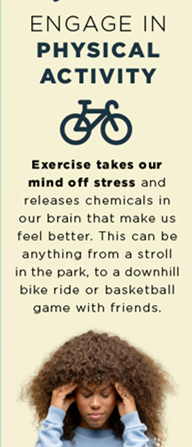 ENGAGE IN
PHYSICAL
ACTIVITY
Exercise takes our
mind off stress and
releases chemicals in
our brain that make us
feel better. This can be
anything from a stroll
in the park, to a downhill
bike ride or basketball
game with friends.